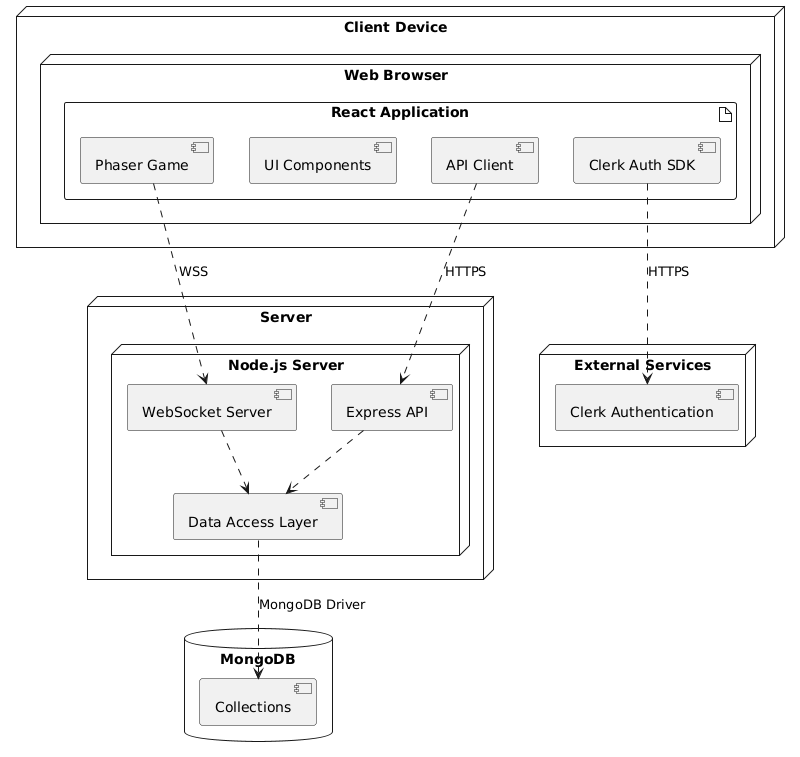 Client Device
Web Browser
React Application
Phaser Game
UI Components
API Client
Clerk Auth SDK
WSS
HTTPS
HTTPS
Server
Node.js Server
External Services
WebSocket Server
Express API
Clerk Authentication
Data Access Layer
MongoDB Driver
MongoDB
Collections